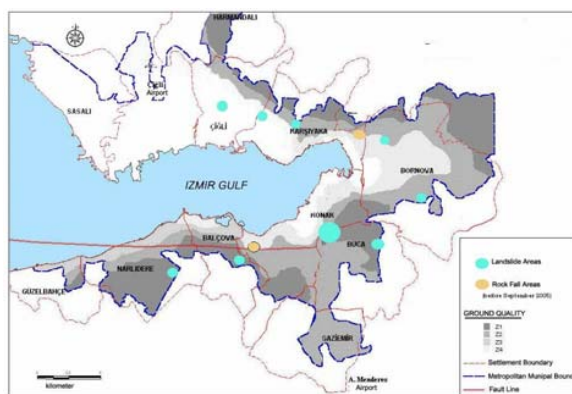 HARMANDALI
Çiğli
Airport
SASALI
ÇİĞLİ
KARŞIYAKA
BORNOVA
IZMIR GULF
KONAK
BUCA
BALÇOVA
NARLIDERE
GÜZELBAHÇE
GAZİEMİR
A. Menderes
Airport
kilometer
Landslide Areas
Rock Fall Areas
(before September 2005)
GROUND QUALITY
Z1
Z2
Z3
Z4
Settlement Boundary
Metropolitan Munipal Bound
Fault Line